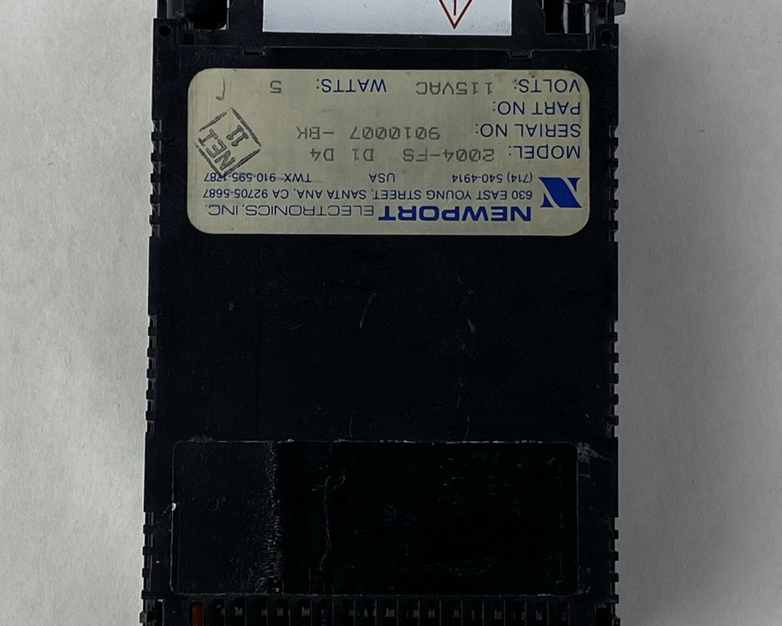 NEWPORT ELECTRONICS, INC.
630 EAST YOUNG STREET, SANTA ANA, CA 92705-5687
(714) 540-4914 USA TWX 910-595-1787
MODEL: 2004-FS D1 D4
SERIAL NO: 9010007 -BK
PART NO:
VOLTS: 115VAC WATTS: 5
NEI
11